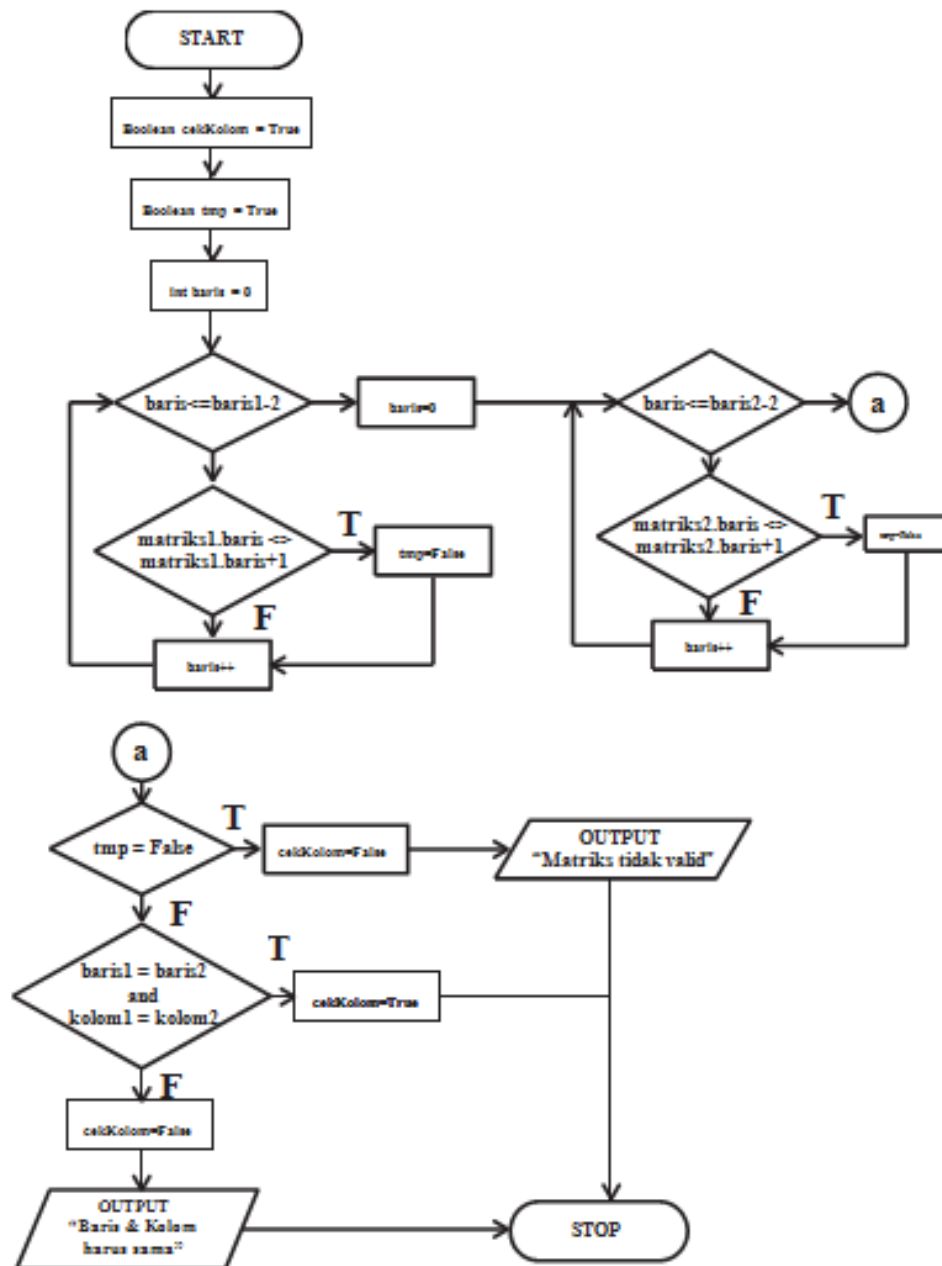 START
Boolean cekKolom = True
Boolean tmp = True
int baris = 0
baris<=baris1-2
baris=0
baris<=baris2-2
a
matriks1.baris <>
matriks1.baris+1
T
tmp=False
F
baris++
matriks2.baris <>
matriks2.baris+1
T
F
baris++
a
tmp = False
T
cekKolom=False
OUTPUT
“Matriks tidak valid”
F
baris1 = baris2
and
kolom1 = kolom2
T
cekKolom=True
F
cekKolom=False
OUTPUT
“Baris & Kolom
harus sama”
STOP